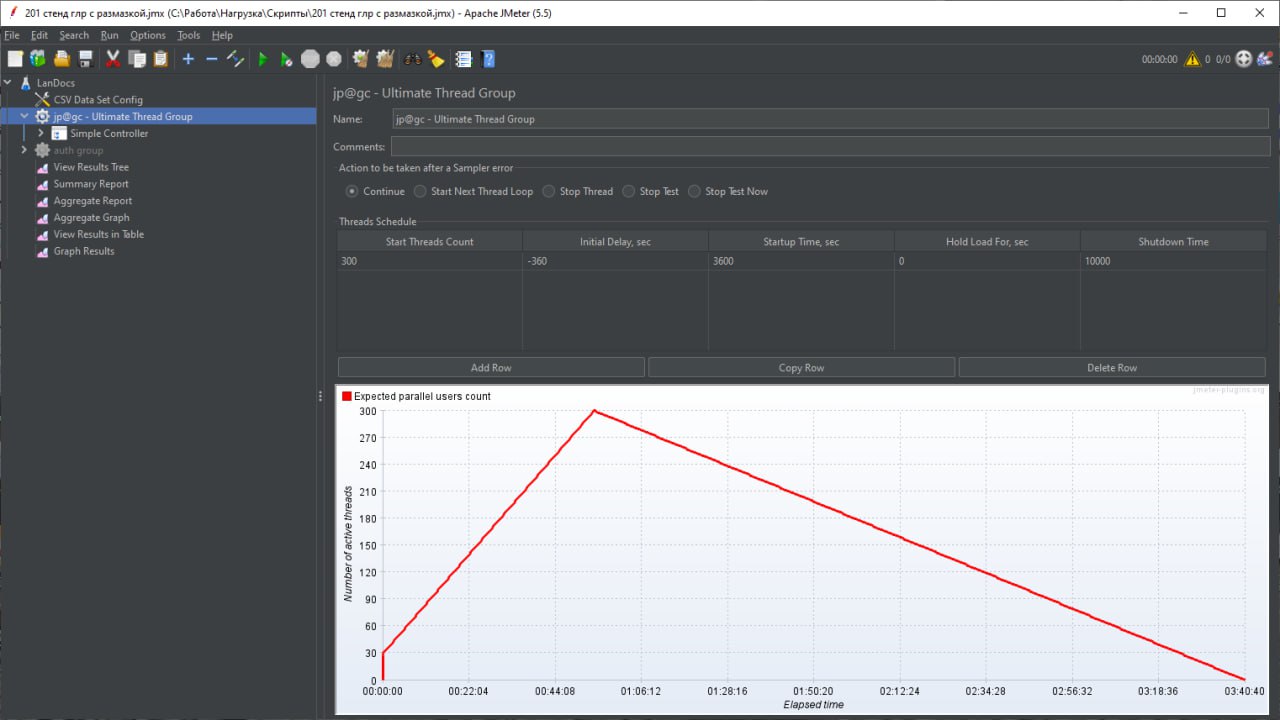 201 стенд глр с размазкой.jmx (C:\Работа\Нагрузка\Скрипты\201 стенд глр с размазкой.jmx) - Apache JMeter (5.5)
File Edit Search Run Options Tools Help
00:00:00 0 0/0
LanDocs
CSV Data Set Config
jp@gc - Ultimate Thread Group
Simple Controller
auth group
View Results Tree
Summary Report
Aggregate Report
Aggregate Graph
View Results in Table
Graph Results
jp@gc - Ultimate Thread Group
Name: jp@gc - Ultimate Thread Group
Comments:
Action to be taken after a Sampler error
Continue Start Next Thread Loop Stop Thread Stop Test Stop Test Now
Threads Schedule
Start Threads Count Initial Delay, sec Startup Time, sec Hold Load For, sec Shutdown Time
300 -360 3600 0 10000
Add Row Copy Row Delete Row
jmeter-plugins.org
Expected parallel users count
300
270
240
210
180
150
120
90
60
30
0
Number of active threads
00:00:00 00:22:04 00:44:08 01:06:12 01:28:16 01:50:20 02:12:24 02:34:28 02:56:32 03:18:36 03:40:40
Elapsed time